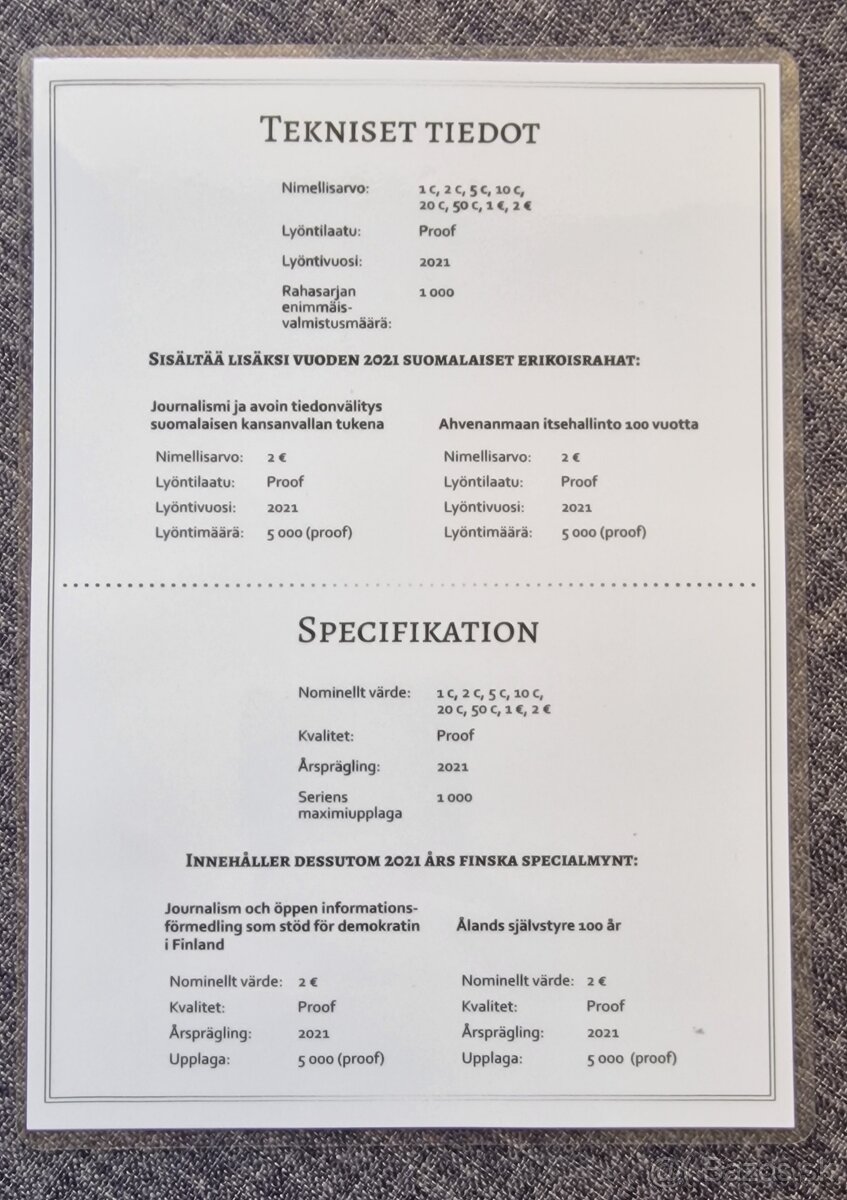 TEKNISET TIEDOT
Nimellisarvo: 1 c, 2 c, 5 c, 10 c,
20 c, 50 c, 1 €, 2 €
Lyöntilaatu: Proof
Lyöntivuosi: 2021
Rahasarjan 1 000
enimmäis-
valmistusmäärä:
SISÄLTÄÄ LISÄKSI VUODEN 2021 SUOMALAISET ERIKOISRAHAT:
Journalismi ja avoin tiedonvälitys
suomalaisen kansanvallan tukena
Nimellisarvo: 2 €
Lyöntilaatu: Proof
Lyöntivuosi: 2021
Lyöntimäärä: 5 000 (proof)
Ahvenanmaan itsehallinto 100 vuotta
Nimellisarvo: 2 €
Lyöntilaatu: Proof
Lyöntivuosi: 2021
Lyöntimäärä: 5 000 (proof)
SPECIFIKATION
Nominellt värde: 1 c, 2 c, 5 c, 10 c,
20 c, 50 c, 1 €, 2 €
Kvalitet: Proof
Årsprägling: 2021
Seriens 1 000
maximiupplaga
INNEHÅLLER DESSUTOM 2021 ÅRS FINSKA SPECIALMYNT:
Journalism och öppen informations-
förmedling som stöd för demokratin
i Finland
Nominellt värde: 2 €
Kvalitet: Proof
Årsprägling: 2021
Upplaga: 5 000 (proof)
Ålands självstyre 100 år
Nominellt värde: 2 €
Kvalitet: Proof
Årsprägling: 2021
Upplaga: 5 000 (proof)
Bazos.sk